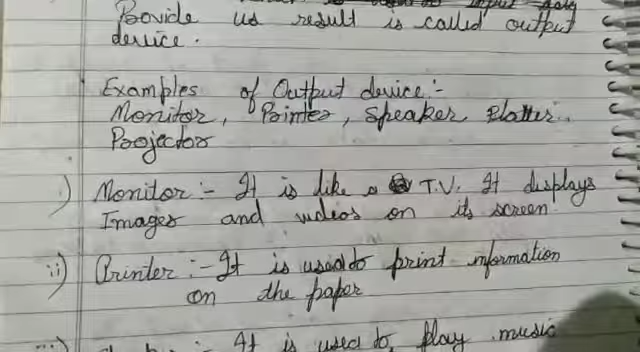 input
Provide us result is called output
device.
Examples of Output device :-
Monitor, Printer, Speaker, Plotter.
Projector
i) Monitor :- It is like a T.V. It displays
Images and videos on its screen
ii) Printer :- It is used to print information
on the paper
It is used to play music